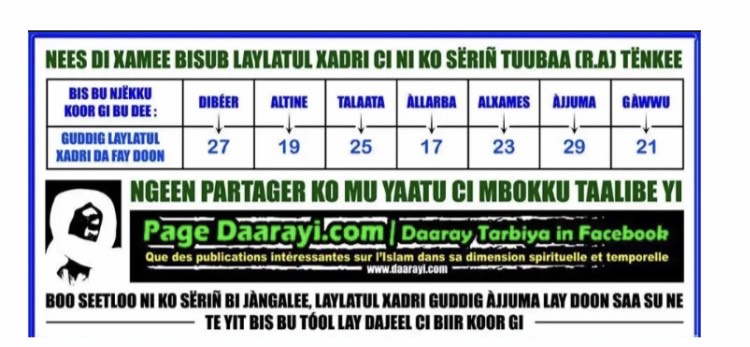 NEES DI XAMEE BISUB LAYLATUL XADRI CI NI KO SËRIÑ TUUBAA (R.A) TËNKEE
BIS BU NJËKKU
KOOR GI BU DEE :
DIBÉER ALTINE TALAATA ÀLLARBA ALXAMES ÀJJUMA GÀWWU
GUDDIG LAYLATUL
XADRI DA FAY DOON
27 19 25 17 23 29 21
NGEEN PARTAGER KO MU YAATU CI MBOKKU TAALIBE YI
Page Daarayi.com | Daaray Tarbiya in Facebook
Que des publications intéressantes sur l'Islam dans sa dimension spirituelle et temporelle
www.daarayi.com
BOO SEETLOO NI KO SËRIÑ BI JÀNGALEE, LAYLATUL XADRI GUDDIG ÀJJUMA LAY DOON SAA SU NE
TE YIT BIS BU TÓOL LAY DAJEEL CI BIIR KOOR GI